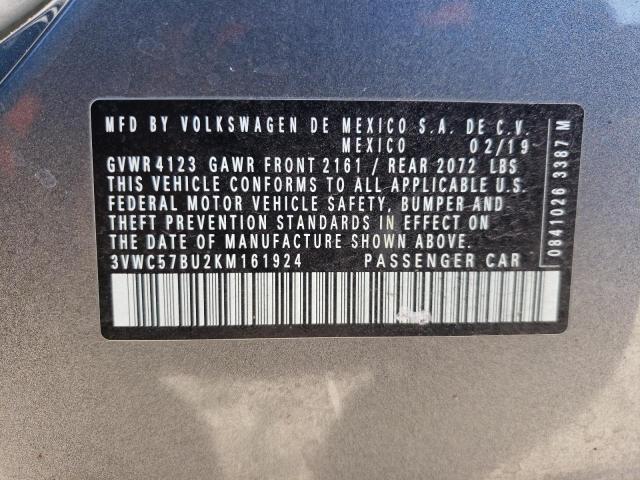 MFD BY VOLKSWAGEN DE MEXICO S.A. DE C.V.
MEXICO 02/19
GVWR 4123 GAWR FRONT 2161 / REAR 2072 LBS
THIS VEHICLE CONFORMS TO ALL APPLICABLE U.S.
FEDERAL MOTOR VEHICLE SAFETY, BUMPER AND
THEFT PREVENTION STANDARDS IN EFFECT ON
THE DATE OF MANUFACTURE SHOWN ABOVE.
3VWC57BU2KM161924 PASSENGER CAR
0841026 3387 M